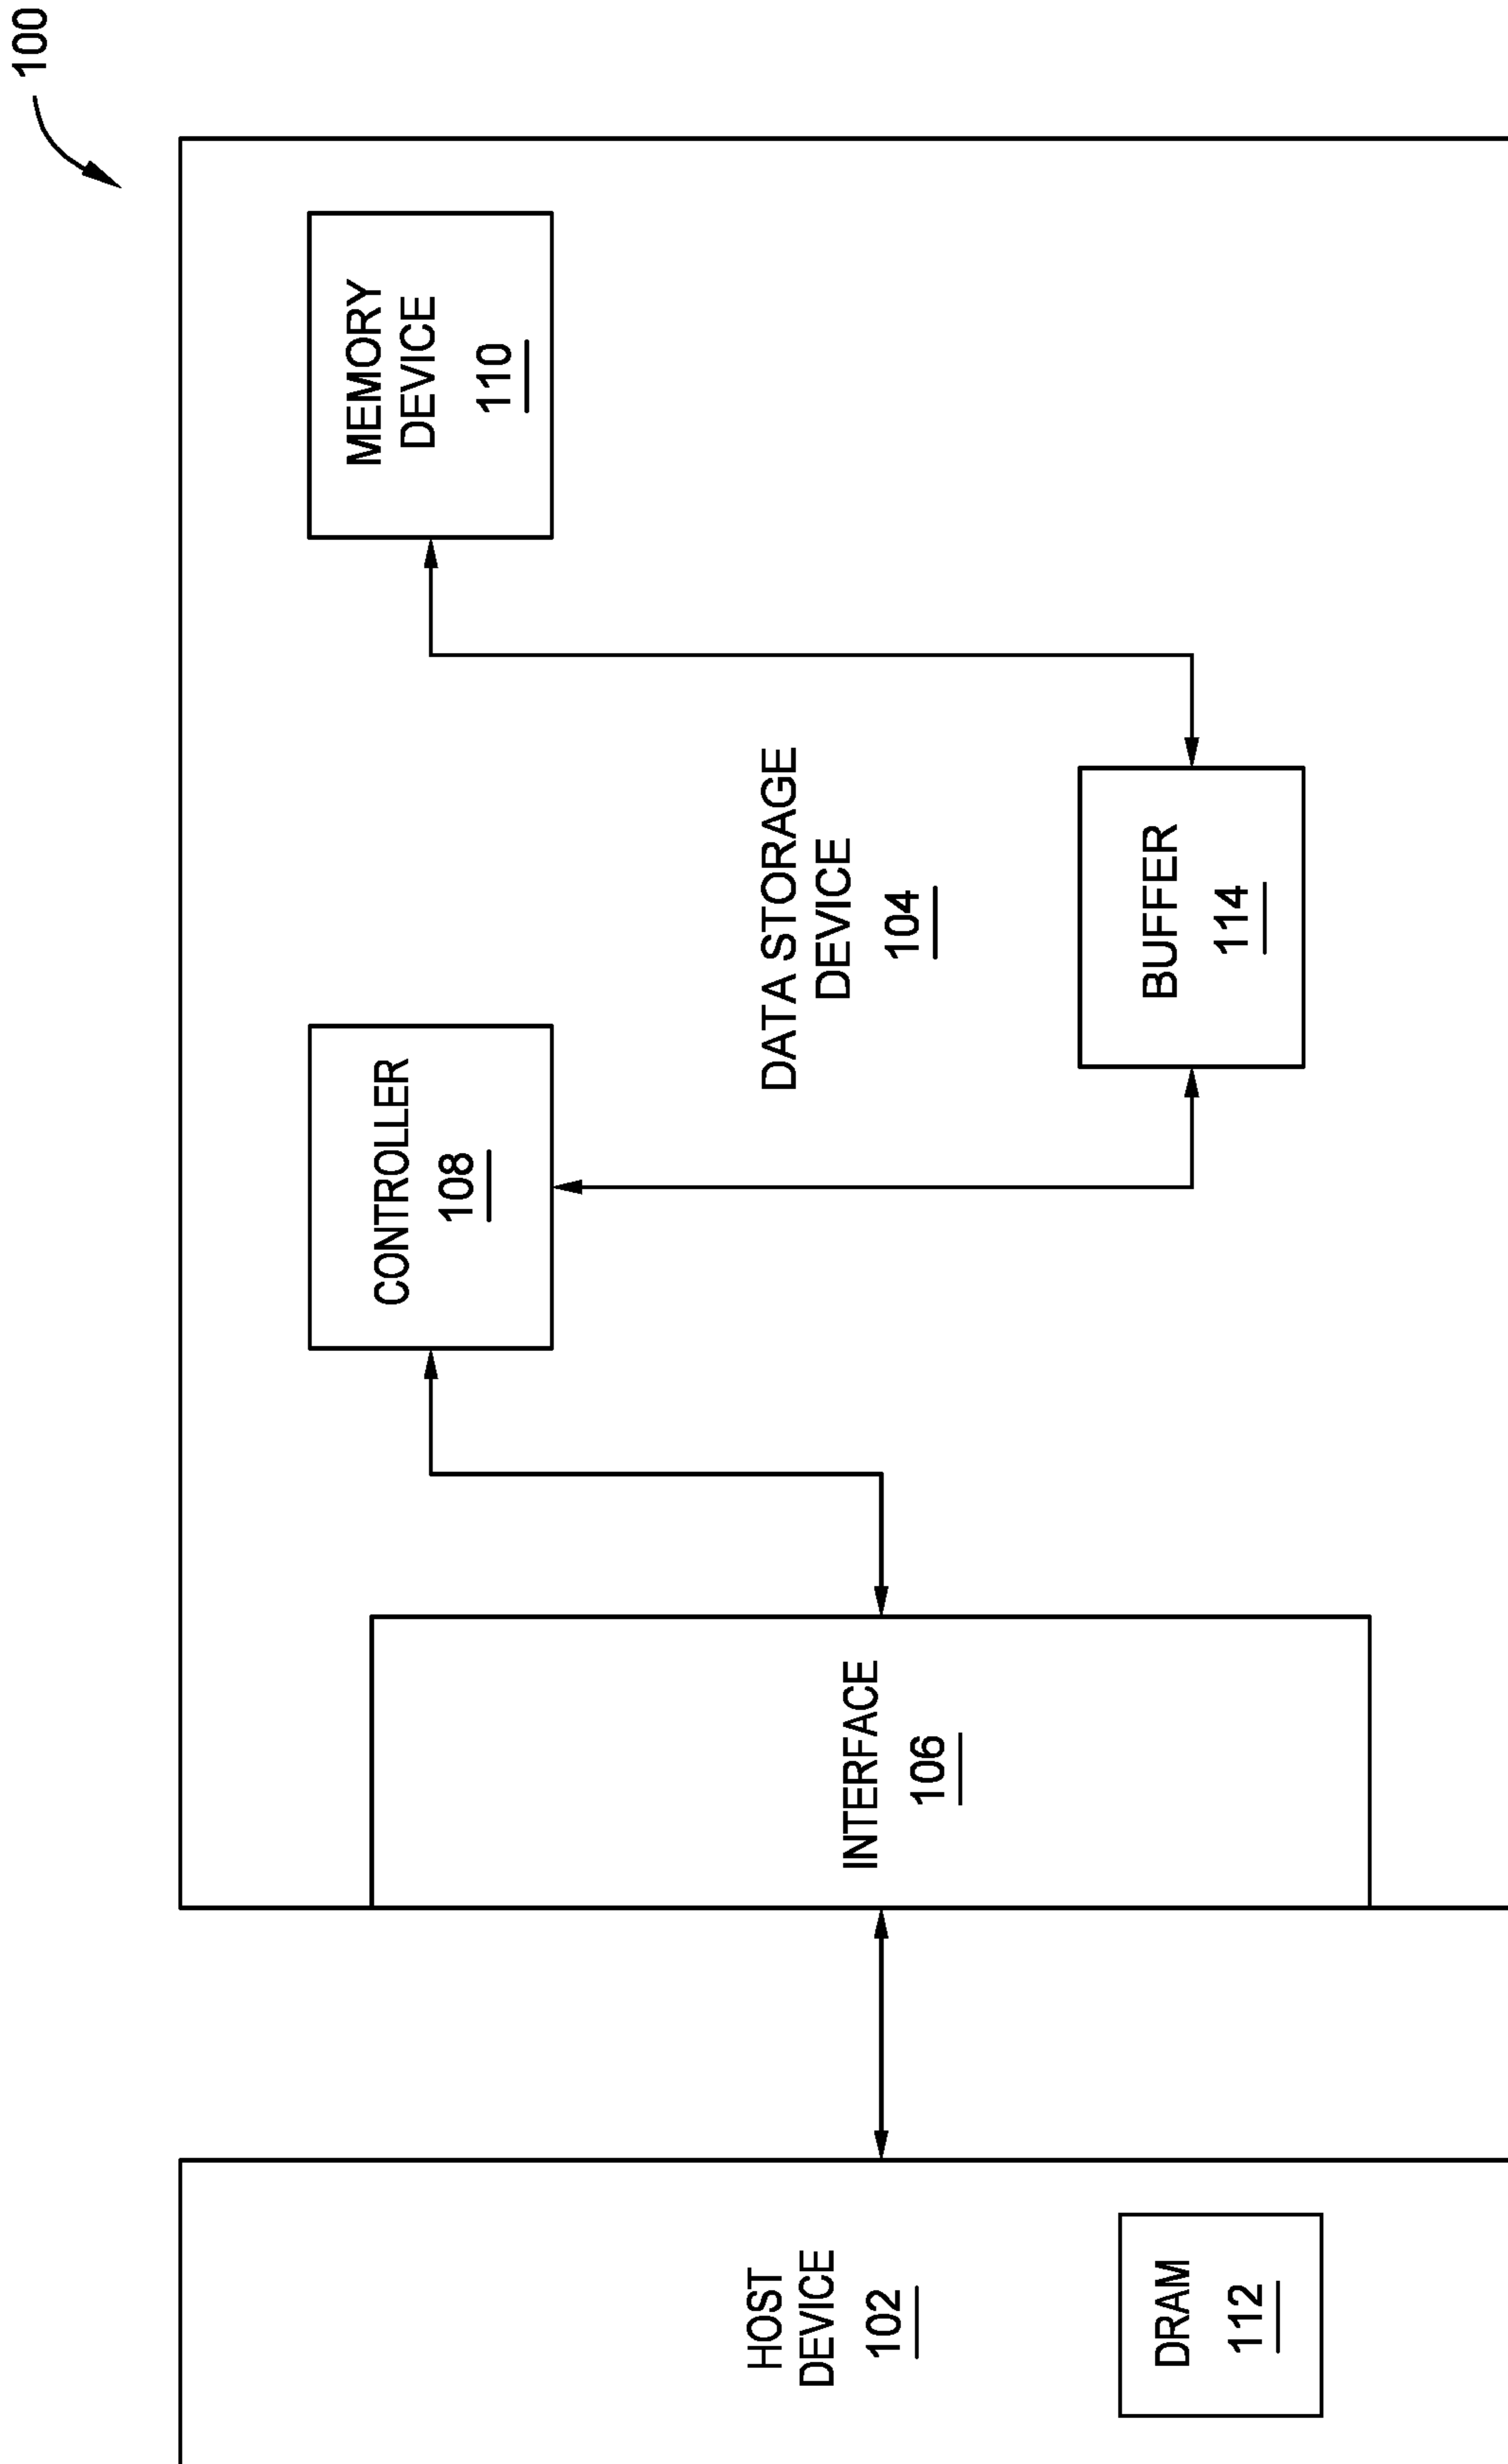 100
HOST
DEVICE
102
DRAM
112
INTERFACE
106
CONTROLLER
108
DATA STORAGE
DEVICE
104
BUFFER
114
MEMORY
DEVICE
110